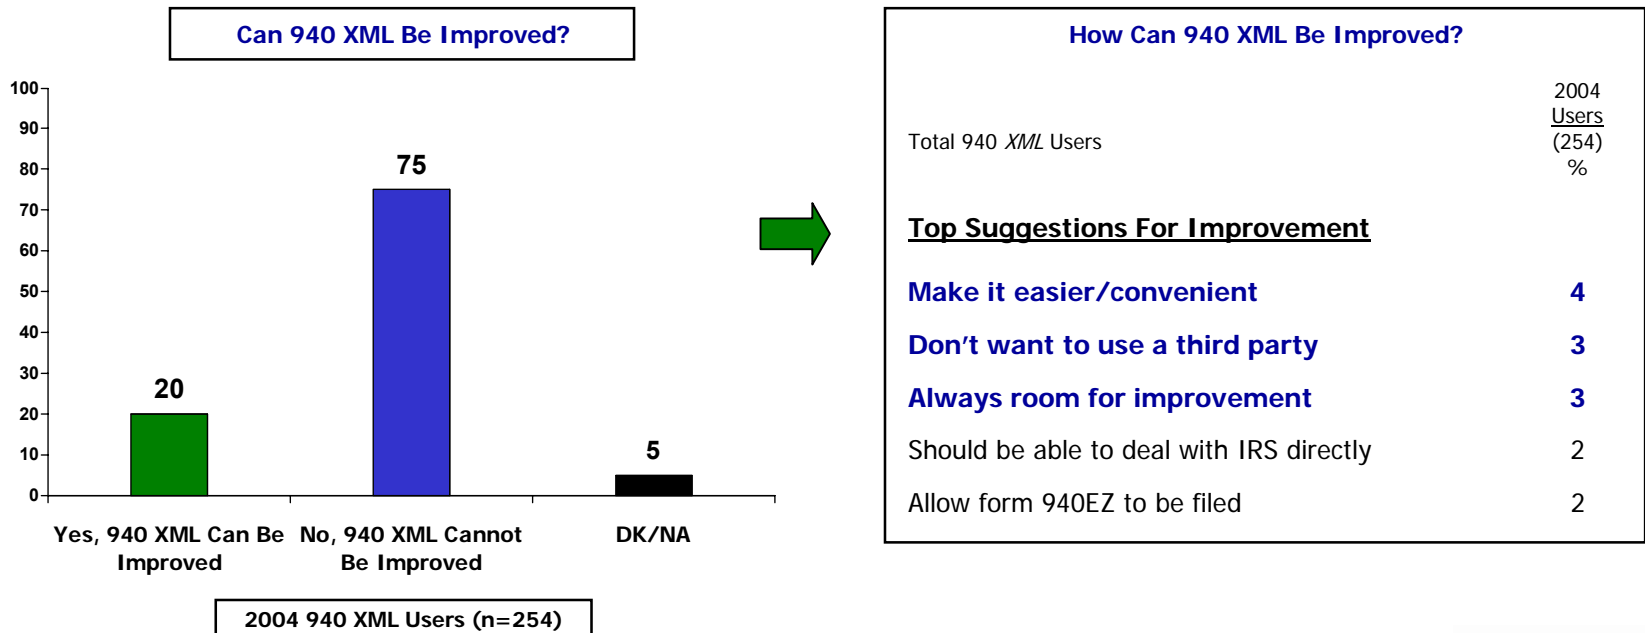 Can 940 XML Be Improved?
100
90
80
70
60
50
40
30
20
10
0
20
75
5
Yes, 940 XML Can Be
Improved
No, 940 XML Cannot
Be Improved
DK/NA
2004 940 XML Users (n=254)
How Can 940 XML Be Improved?
2004
Users
Total 940 XML Users (254)
%
Top Suggestions For Improvement
Make it easier/convenient 4
Don't want to use a third party 3
Always room for improvement 3
Should be able to deal with IRS directly 2
Allow form 940EZ to be filed 2